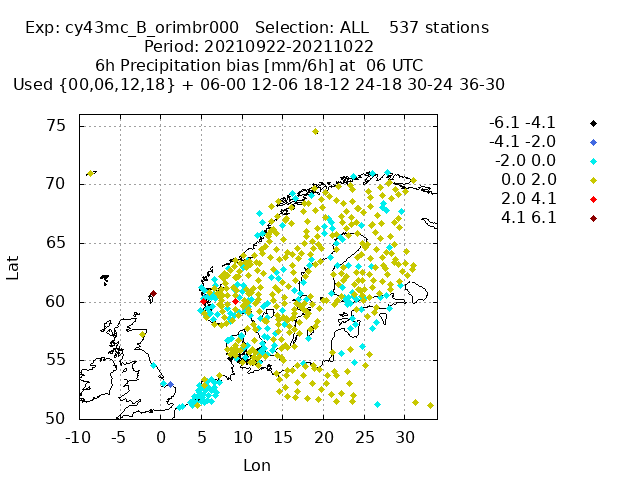 Exp: cy43mc_B_orimbr000 Selection: ALL 537 stations
Period: 20210922-20211022
6h Precipitation bias [mm/6h] at 06 UTC
Used {00,06,12,18} + 06-00 12-06 18-12 24-18 30-24 36-30
-6.1 -4.1
-4.1 -2.0
-2.0 0.0
0.0 2.0
2.0 4.1
4.1 6.1
75
70
65
60
55
50
Lat
-10 -5 0 5 10 15 20 25 30
Lon